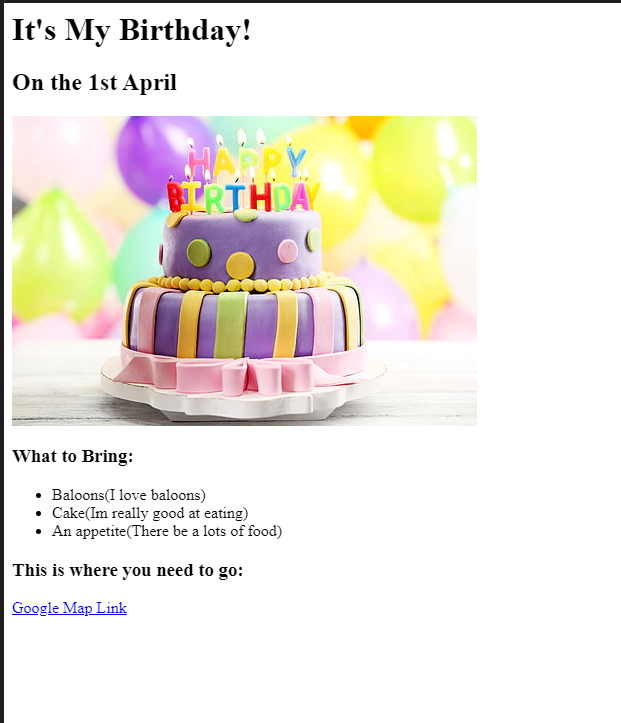 It's My Birthday!
On the 1st April
HAPPY
BIRTHDAY
What to Bring:
Baloons(I love baloons)
Cake(Im really good at eating)
An appetite(There be a lots of food)
This is where you need to go:
Google Map Link